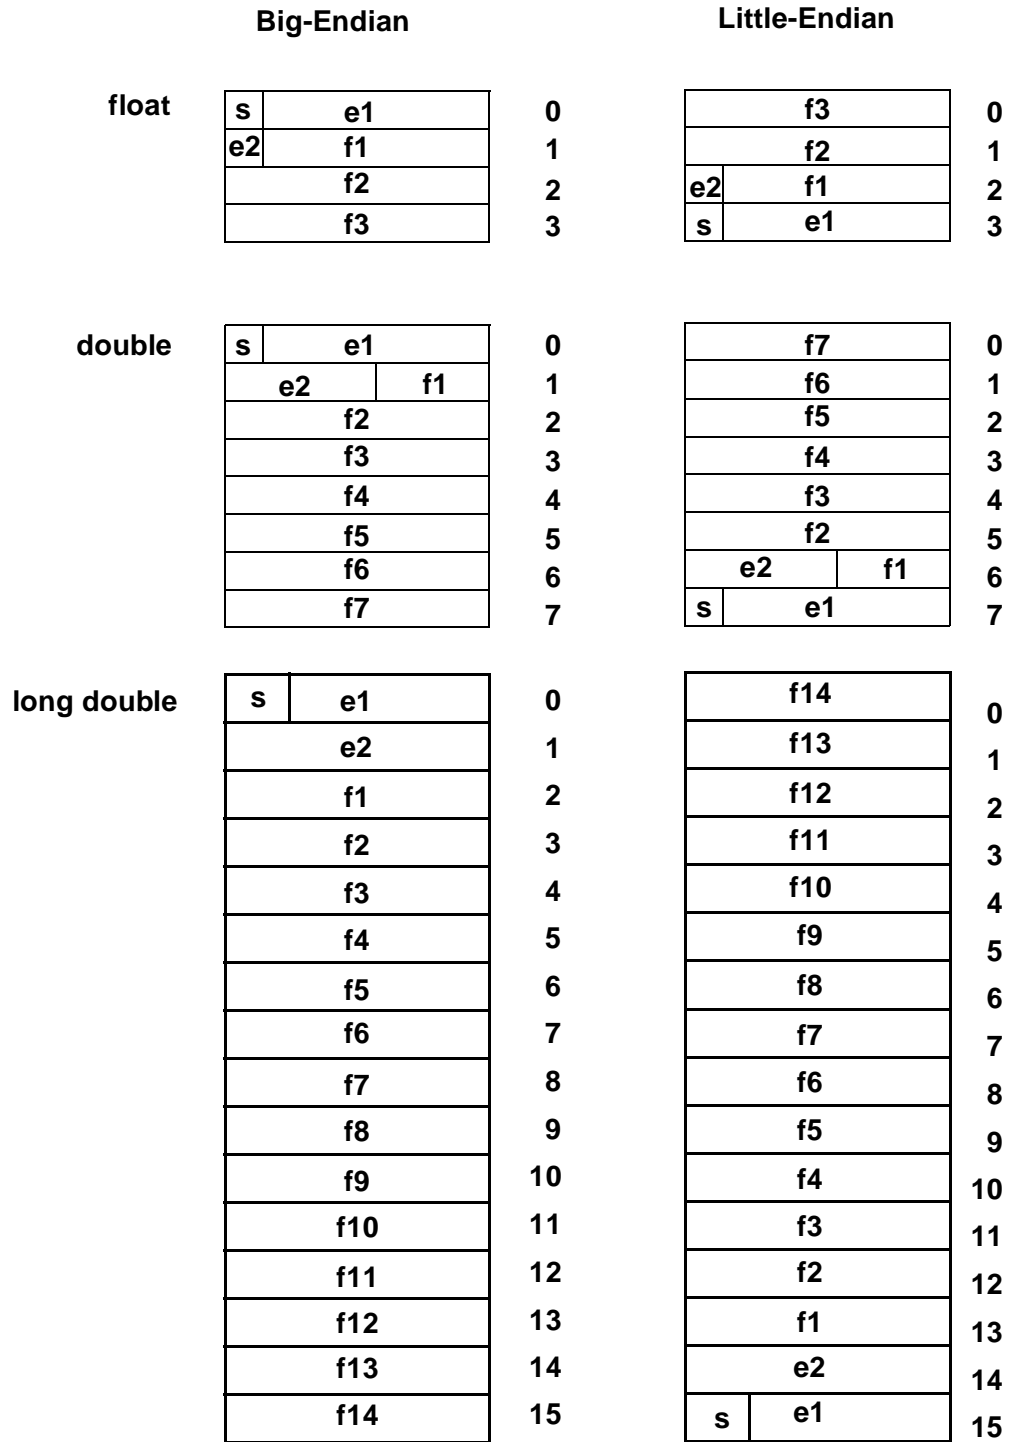 Big-Endian Little-Endian
float s e1 0 f3 0
e2 f1 1 f2 1
f2 2 e2 f1 2
f3 3 s e1 3
double s e1 0 f7 0
e2 f1 1 f6 1
f2 2 f5 2
f3 3 f4 3
f4 4 f3 4
f5 5 f2 5
f6 6 e2 f1 6
f7 7 s e1 7
long double s e1 0 f14 0
e2 1 f13 1
f1 2 f12 2
f2 3 f11 3
f3 4 f10 4
f4 5 f9 5
f5 6 f8 6
f6 7 f7 7
f7 8 f6 8
f8 9 f5 9
f9 10 f4 10
f10 11 f3 11
f11 12 f2 12
f12 13 f1 13
f13 14 e2 14
f14 15 s e1 15